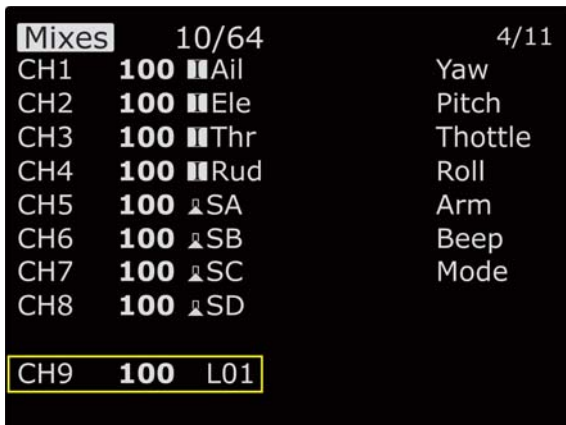 Mixes 10/64 4/11
CH1 100 Ail Yaw
CH2 100 Ele Pitch
CH3 100 Thr Thottle
CH4 100 Rud Roll
CH5 100 SA Arm
CH6 100 SB Beep
CH7 100 SC Mode
CH8 100 SD
CH9 100 L01